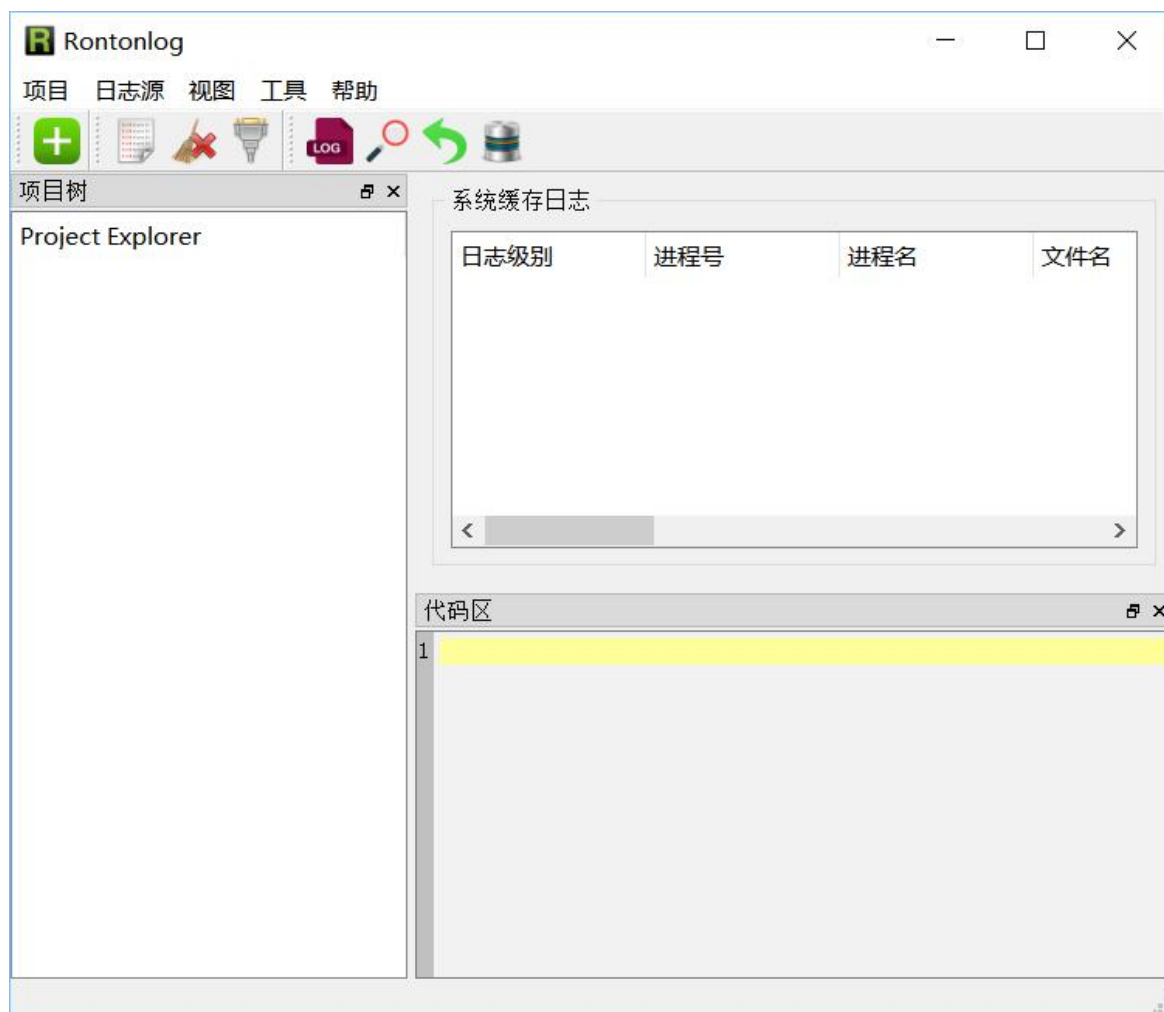 R Rontonlog
项目 日志源 视图 工具 帮助
LOG
项目树
Project Explorer
系统缓存日志
日志级别 进程号 进程名 文件名
代码区
1